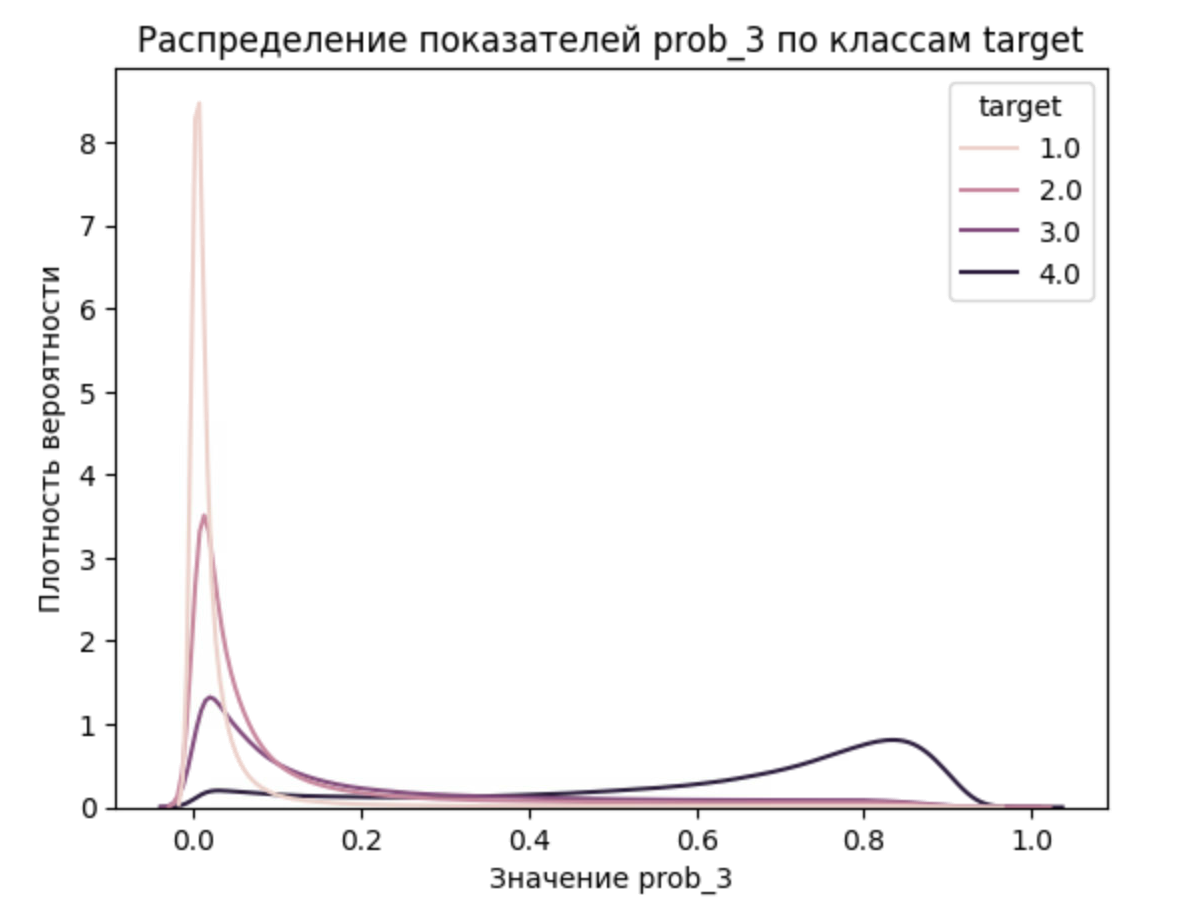 Распределение показателей prob_3 по классам target
target
1.0
2.0
3.0
4.0
Плотность вероятности
8
7
6
5
4
3
2
1
0
0.0 0.2 0.4 0.6 0.8 1.0
Значение prob_3